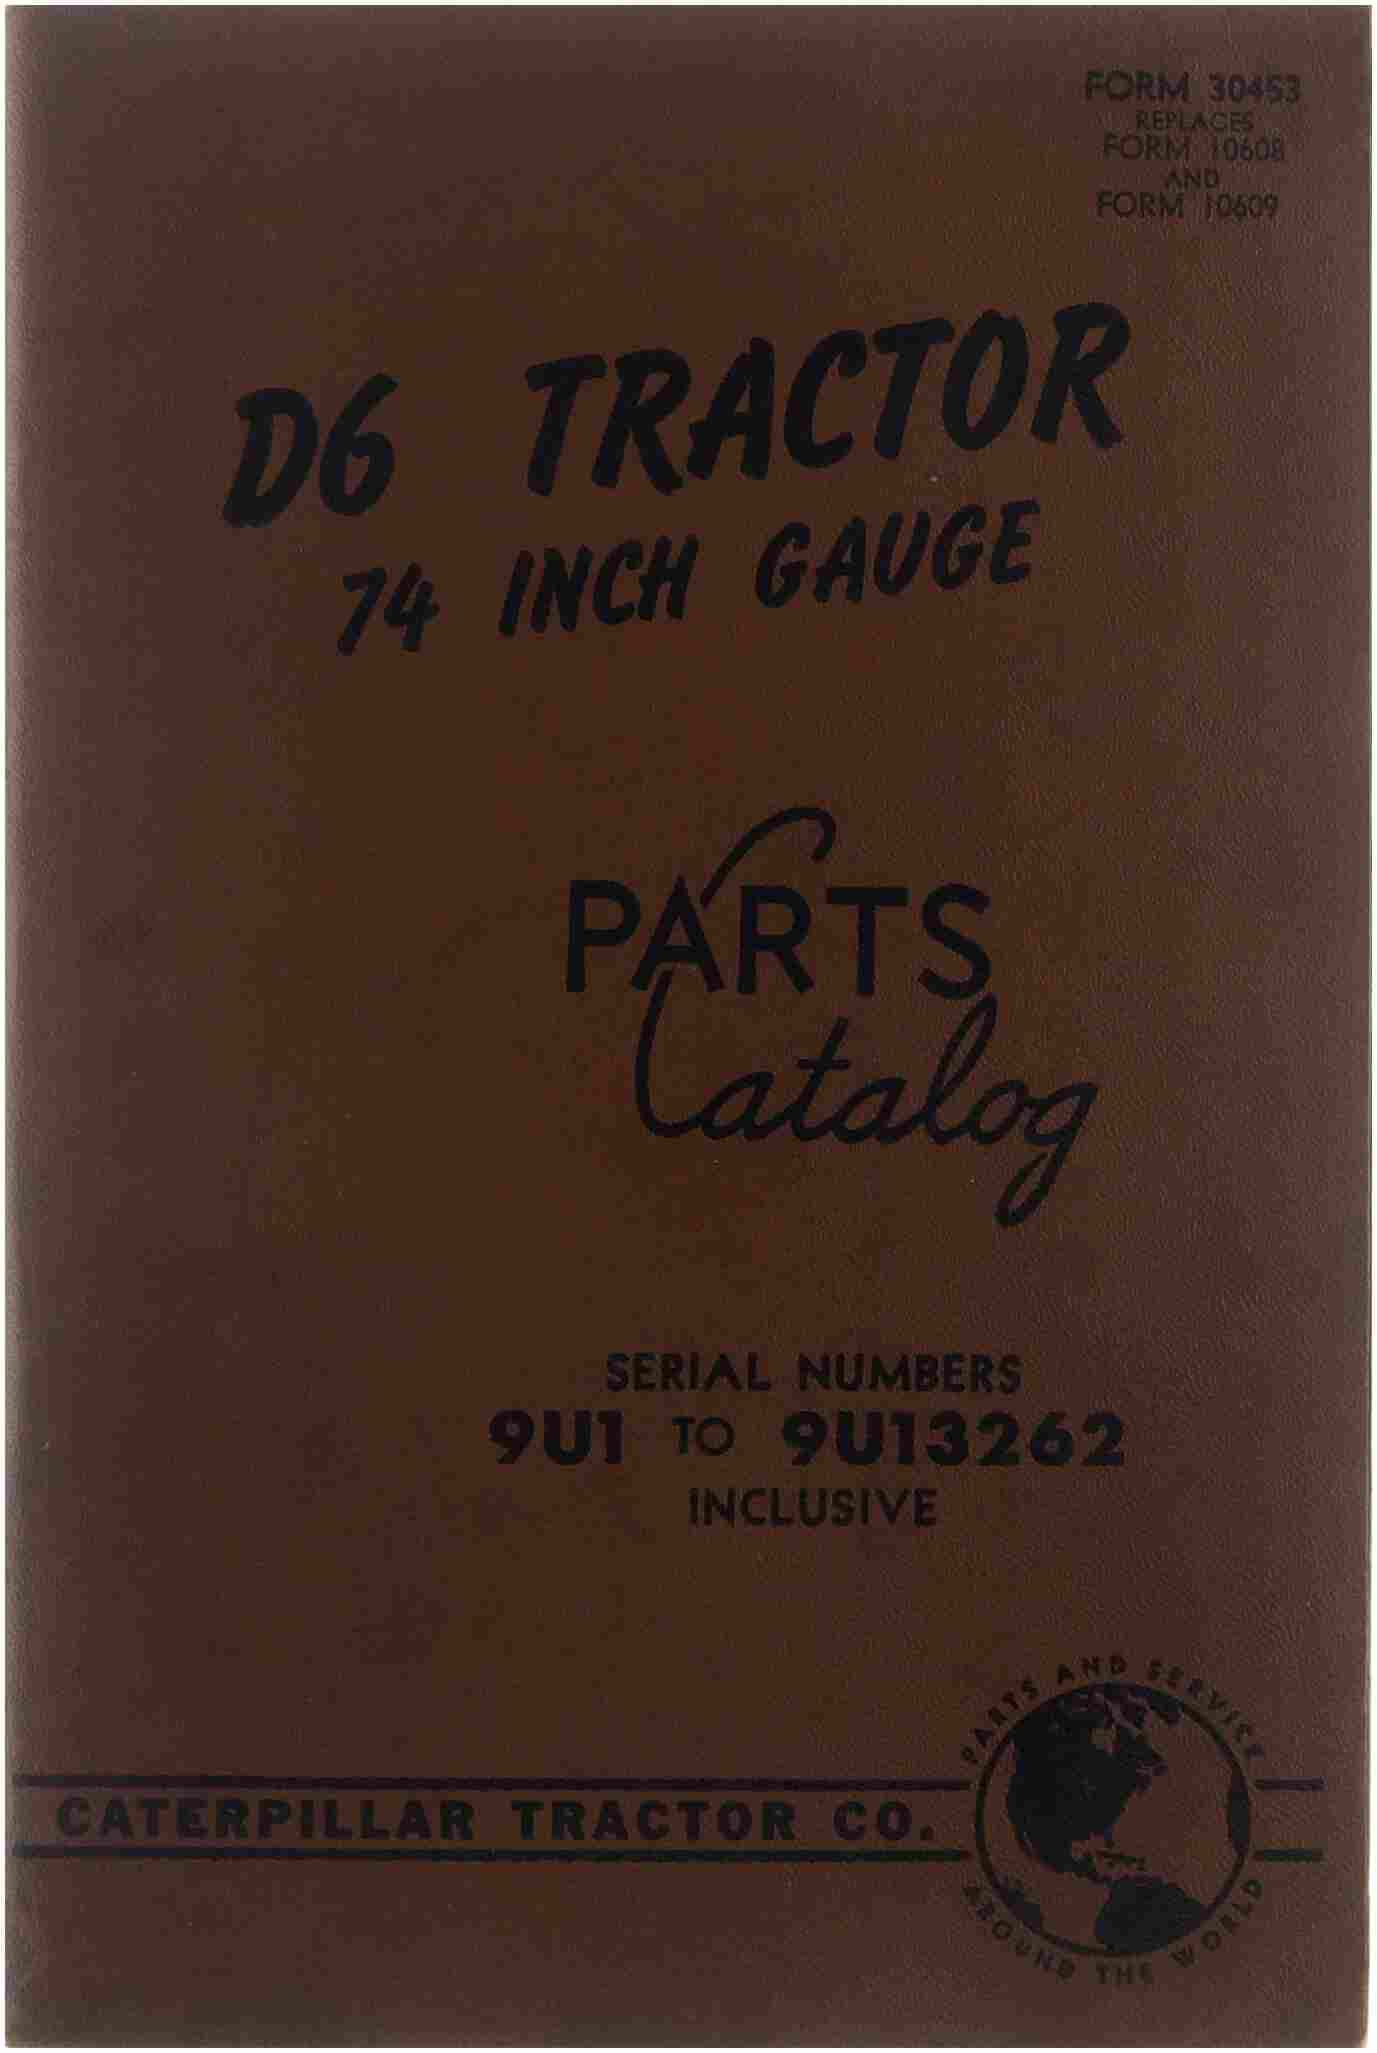 FORM 30453
REPLACES
FORM 10608
AND
FORM 10609
D6 TRACTOR
74 INCH GAUGE
PARTS
Catalog
SERIAL NUMBERS
9U1 TO 9U13262
INCLUSIVE
PARTS AND SERVICE
CATERPILLAR TRACTOR CO.
AROUND THE WORLD